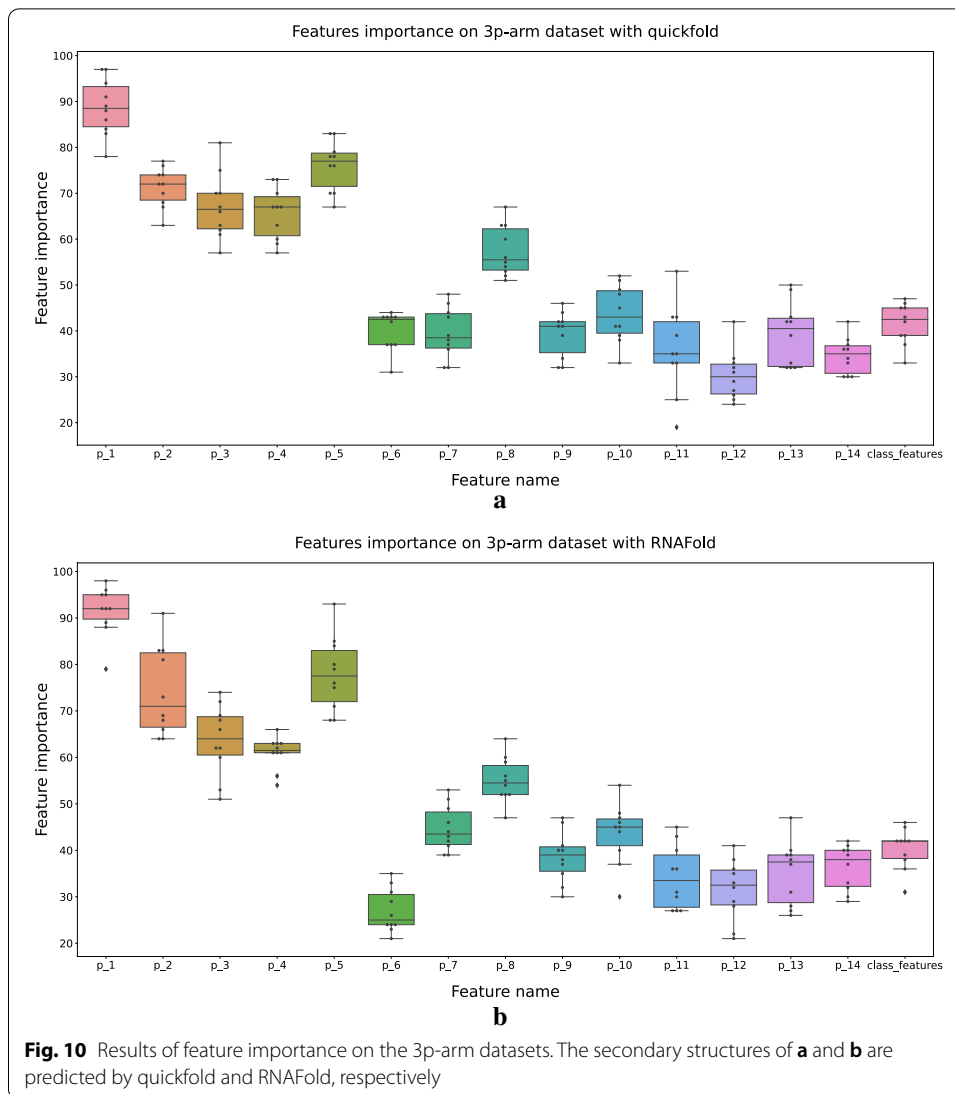 Features importance on 3p-arm dataset with quickfold
100
90
80
70
60
50
40
30
20
Feature importance
p_1 p_2 p_3 p_4 p_5 p_6 p_7 p_8 p_9 p_10 p_11 p_12 p_13 p_14 class_features
Feature name
a
Features importance on 3p-arm dataset with RNAFold
100
90
80
70
60
50
40
30
20
Feature importance
p_1 p_2 p_3 p_4 p_5 p_6 p_7 p_8 p_9 p_10 p_11 p_12 p_13 p_14 class_features
Feature name
b
Fig. 10 Results of feature importance on the 3p-arm datasets. The secondary structures of a and b are
predicted by quickfold and RNAFold, respectively